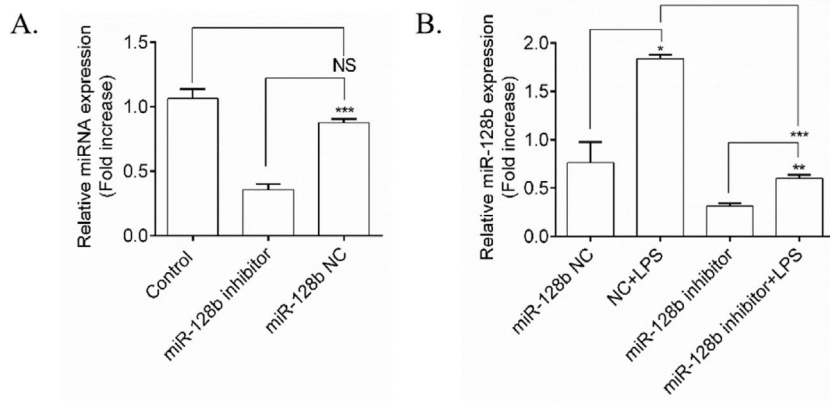 A.
Relative miRNA expression
(Fold increase)
1.5
1.0
0.5
0.0
NS
***
Control
miR-128b inhibitor
miR-128b NC
B.
Relative miR-128b expression
(Fold increase)
2.0
1.5
1.0
0.5
0.0
*
***
**
miR-128b NC
NC+LPS
miR-128b inhibitor
miR-128b inhibitor+LPS